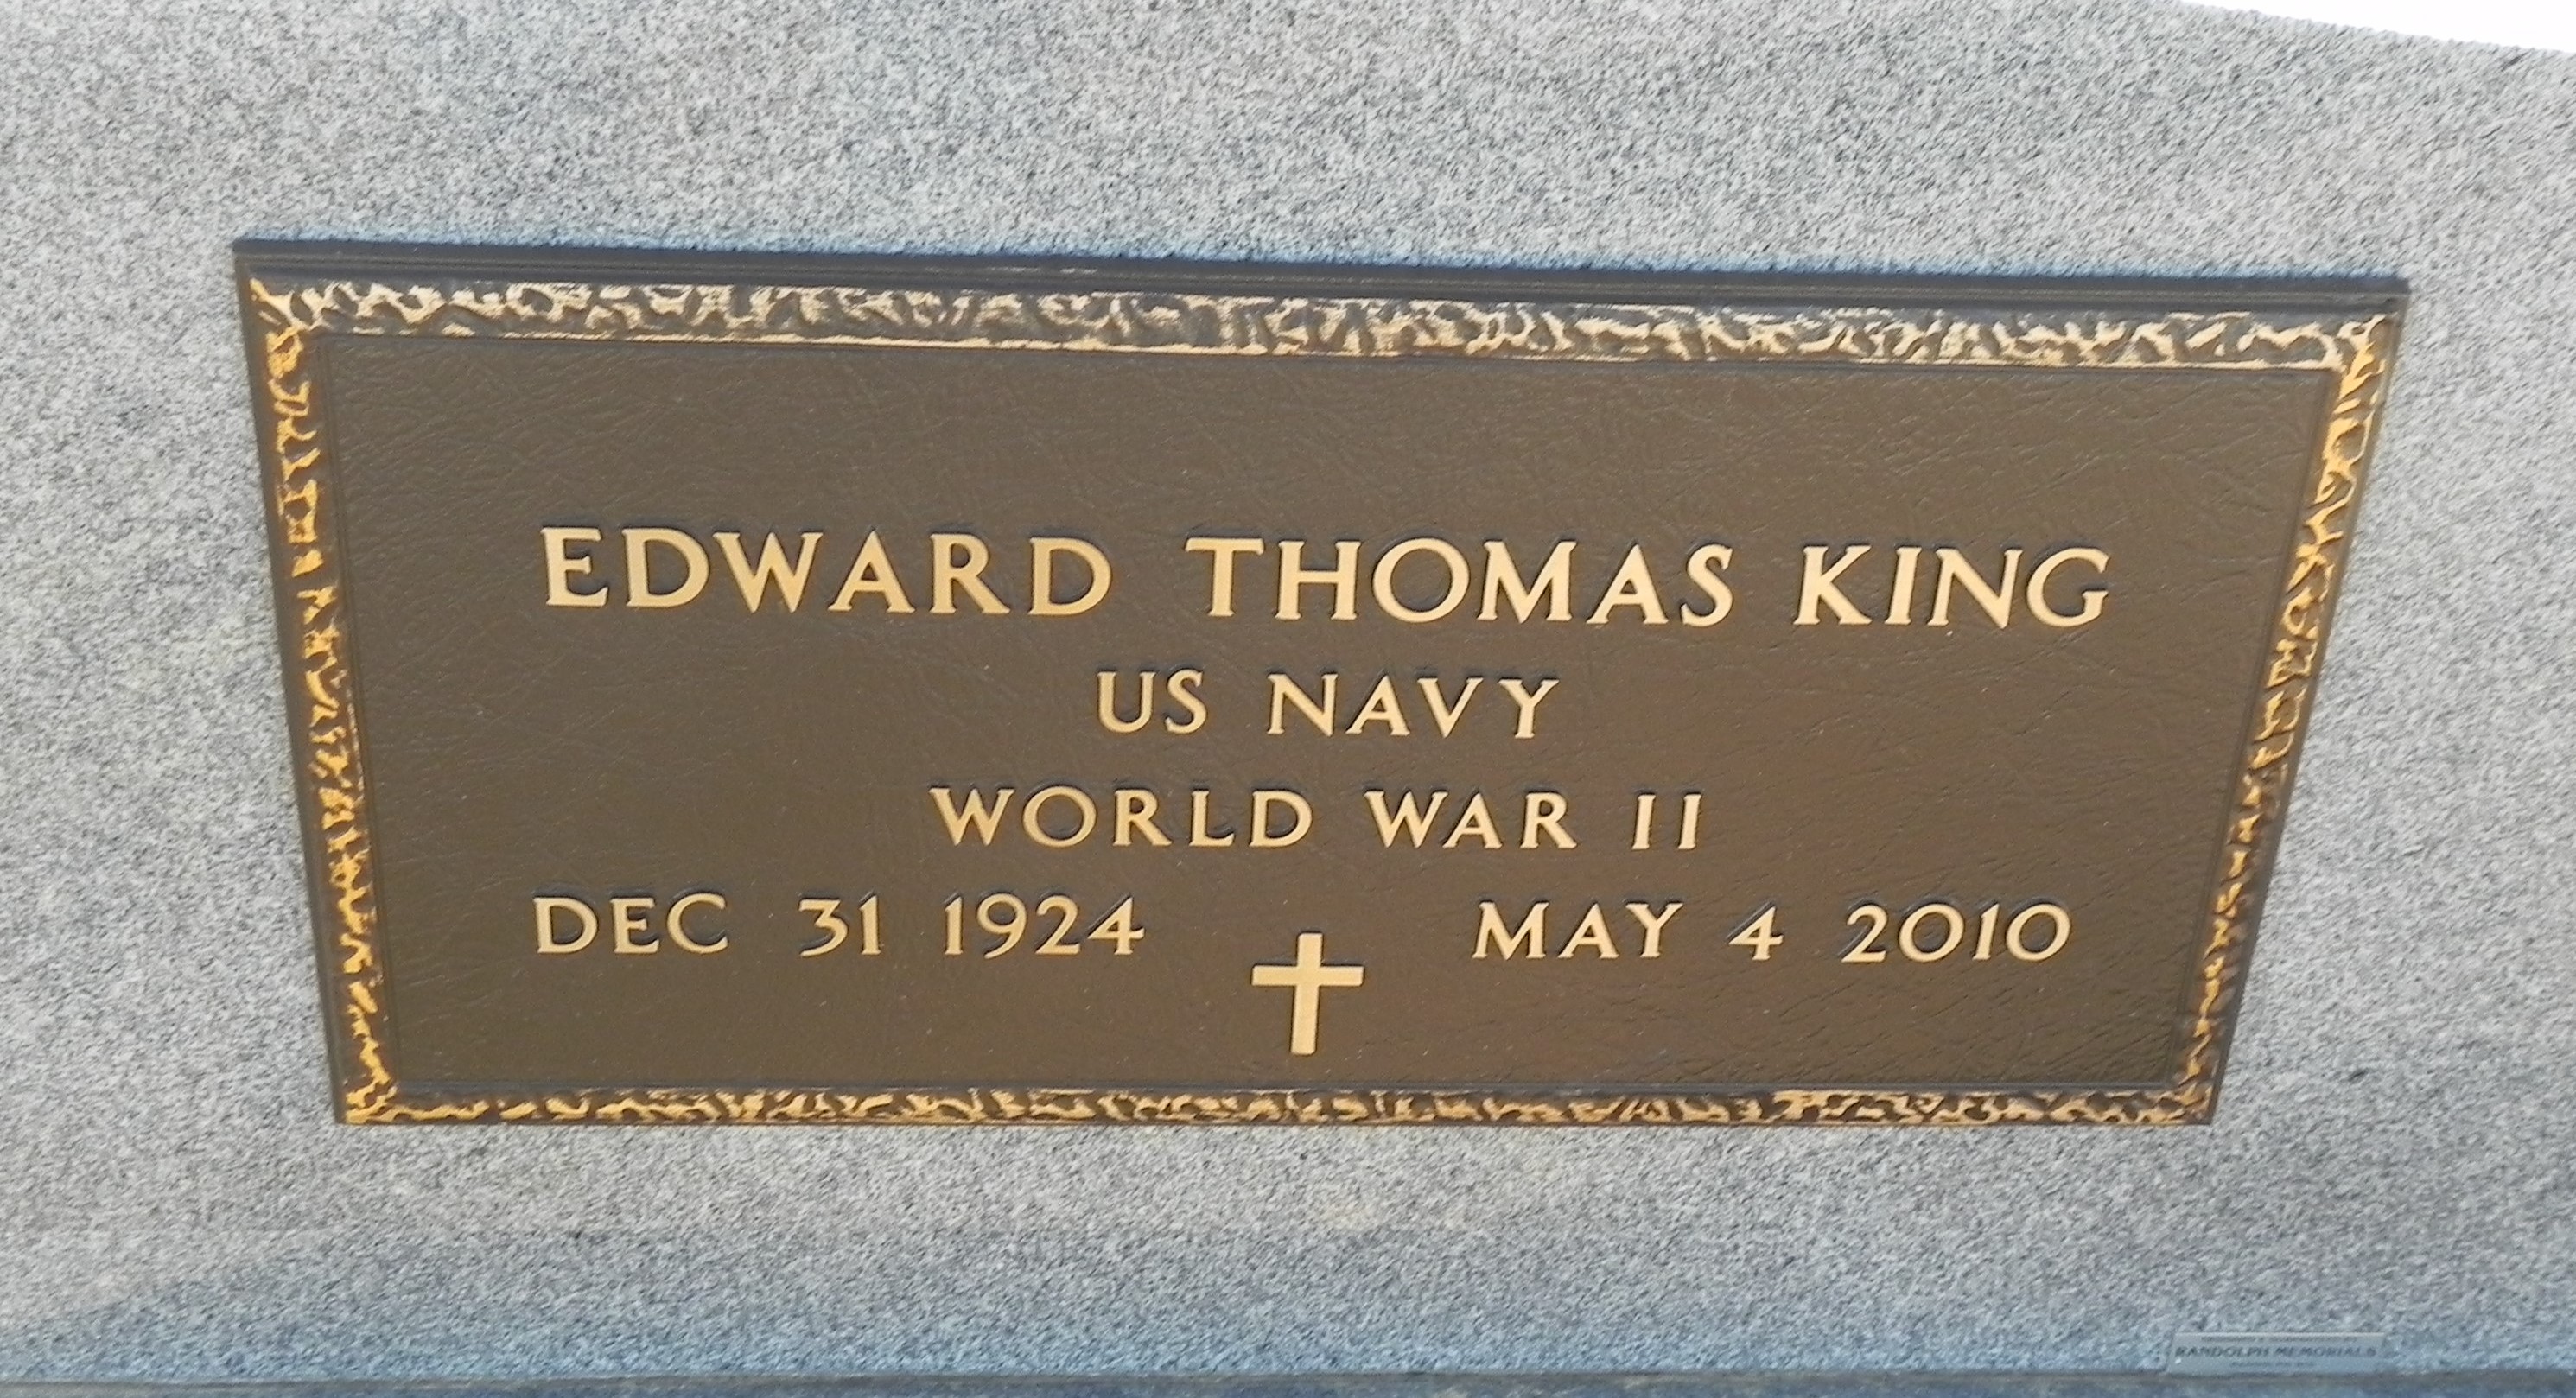 EDWARD THOMAS KING
US NAVY
WORLD WAR II
DEC 31 1924 MAY 4 2010
RANDOLPH MEMORIALS